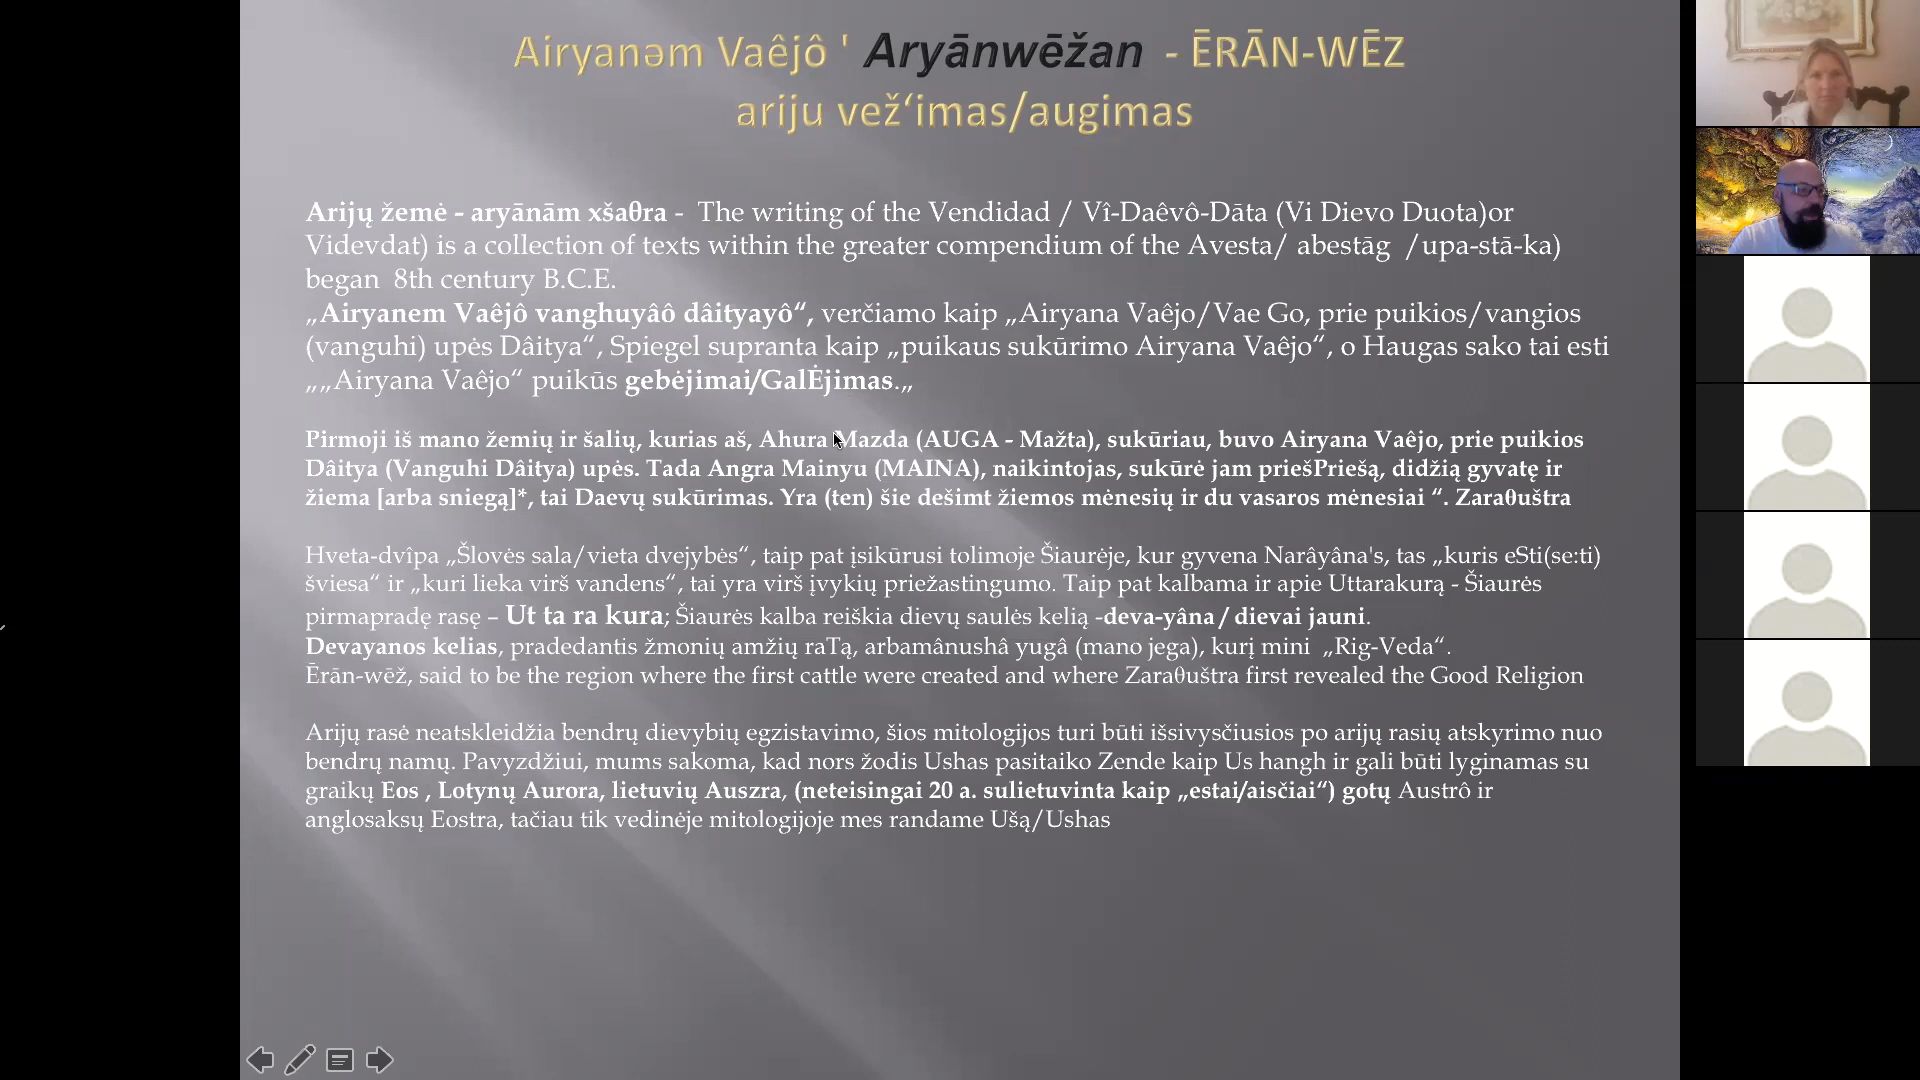 Airyanəm Vaêjô ' Aryānwēžan - ĒRĀN-WĒZ
ariju vež‘imas/augimas
Arijų žemė - aryānām xšaθra - The writing of the Vendidad / Vî-Daêvô-Dāta (Vi Dievo Duota)or
Videvdat) is a collection of texts within the greater compendium of the Avesta/ abestāg /upa-stā-ka)
began 8th century B.C.E.
„Airyanem Vaêjô vanghuyâô dâityayô“, verčiamo kaip „Airyana Vaêjo/Vae Go, prie puikios/vangios
(vanguhi) upės Dâitya“, Spiegel supranta kaip „puikaus sukūrimo Airyana Vaêjo“, o Haugas sako tai esti
„„Airyana Vaêjo“ puikūs gebėjimai/GalĖjimas.„
Pirmoji iš mano žemių ir šalių, kurias aš, Ahura Mazda (AUGA - Mažta), sukūriau, buvo Airyana Vaêjo, prie puikios
Dâitya (Vanguhi Dâitya) upės. Tada Angra Mainyu (MAINA), naikintojas, sukūrė jam priešPriešą, didžią gyvatę ir
žiema [arba sniegą]*, tai Daevų sukūrimas. Yra (ten) šie dešimt žiemos mėnesių ir du vasaros mėnesiai “. Zaraθuštra
Hveta-dvîpa „Šlovės sala/vieta dvejybės“, taip pat įsikūrusi tolimoje Šiaurėje, kur gyvena Narâyâna's, tas „kuris eSti(se:ti)
šviesa“ ir „kuri lieka virš vandens“, tai yra virš įvykių priežastingumo. Taip pat kalbama ir apie Uttarakurą - Šiaurės
pirmapradę rasę – Ut ta ra kura; Šiaurės kalba reiškia dievų saulės kelią -deva-yâna / dievai jauni.
Devayanos kelias, pradedantis žmonių amžių raTą, arbamânushâ yugâ (mano jega), kurį mini „Rig-Veda“.
Ērān-wēž, said to be the region where the first cattle were created and where Zaraθuštra first revealed the Good Religion
Arijų rasė neatskleidžia bendrų dievybių egzistavimo, šios mitologijos turi būti išsivysčiusios po arijų rasių atskyrimo nuo
bendrų namų. Pavyzdžiui, mums sakoma, kad nors žodis Ushas pasitaiko Zende kaip Us hangh ir gali būti lyginamas su
graikų Eos , Lotynų Aurora, lietuvių Auszra, (neteisingai 20 a. sulietuvinta kaip „estai/aisčiai“) gotų Austrô ir
anglosaksų Eostra, tačiau tik vedinėje mitologijoje mes randame Ušą/Ushas